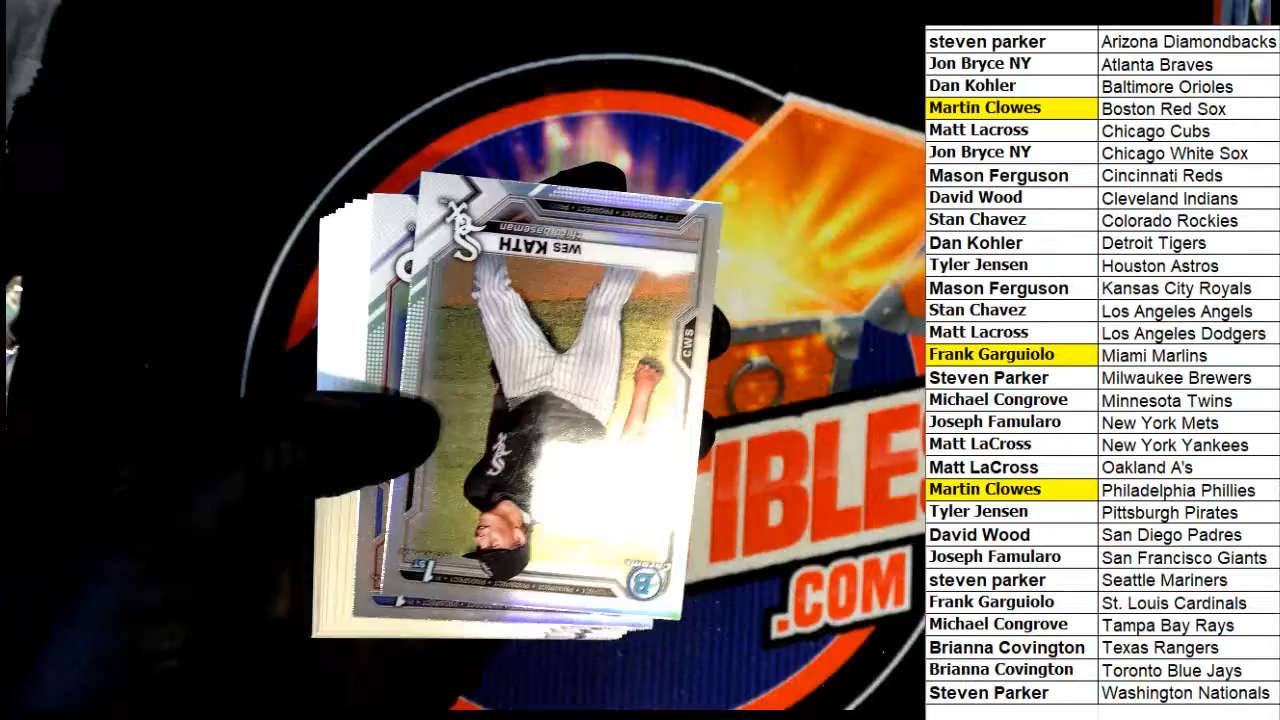 WES KATH
Third Baseman
CWS
Sox
Sox
1ST
B
TIBLES
.COM
steven parker Arizona Diamondbacks
Jon Bryce NY Atlanta Braves
Dan Kohler Baltimore Orioles
Martin Clowes Boston Red Sox
Matt Lacross Chicago Cubs
Jon Bryce NY Chicago White Sox
Mason Ferguson Cincinnati Reds
David Wood Cleveland Indians
Stan Chavez Colorado Rockies
Dan Kohler Detroit Tigers
Tyler Jensen Houston Astros
Mason Ferguson Kansas City Royals
Stan Chavez Los Angeles Angels
Matt Lacross Los Angeles Dodgers
Frank Garguiolo Miami Marlins
Steven Parker Milwaukee Brewers
Michael Congrove Minnesota Twins
Joseph Famularo New York Mets
Matt LaCross New York Yankees
Matt LaCross Oakland A's
Martin Clowes Philadelphia Phillies
Tyler Jensen Pittsburgh Pirates
David Wood San Diego Padres
Joseph Famularo San Francisco Giants
steven parker Seattle Mariners
Frank Garguiolo St. Louis Cardinals
Michael Congrove Tampa Bay Rays
Brianna Covington Texas Rangers
Brianna Covington Toronto Blue Jays
Steven Parker Washington Nationals